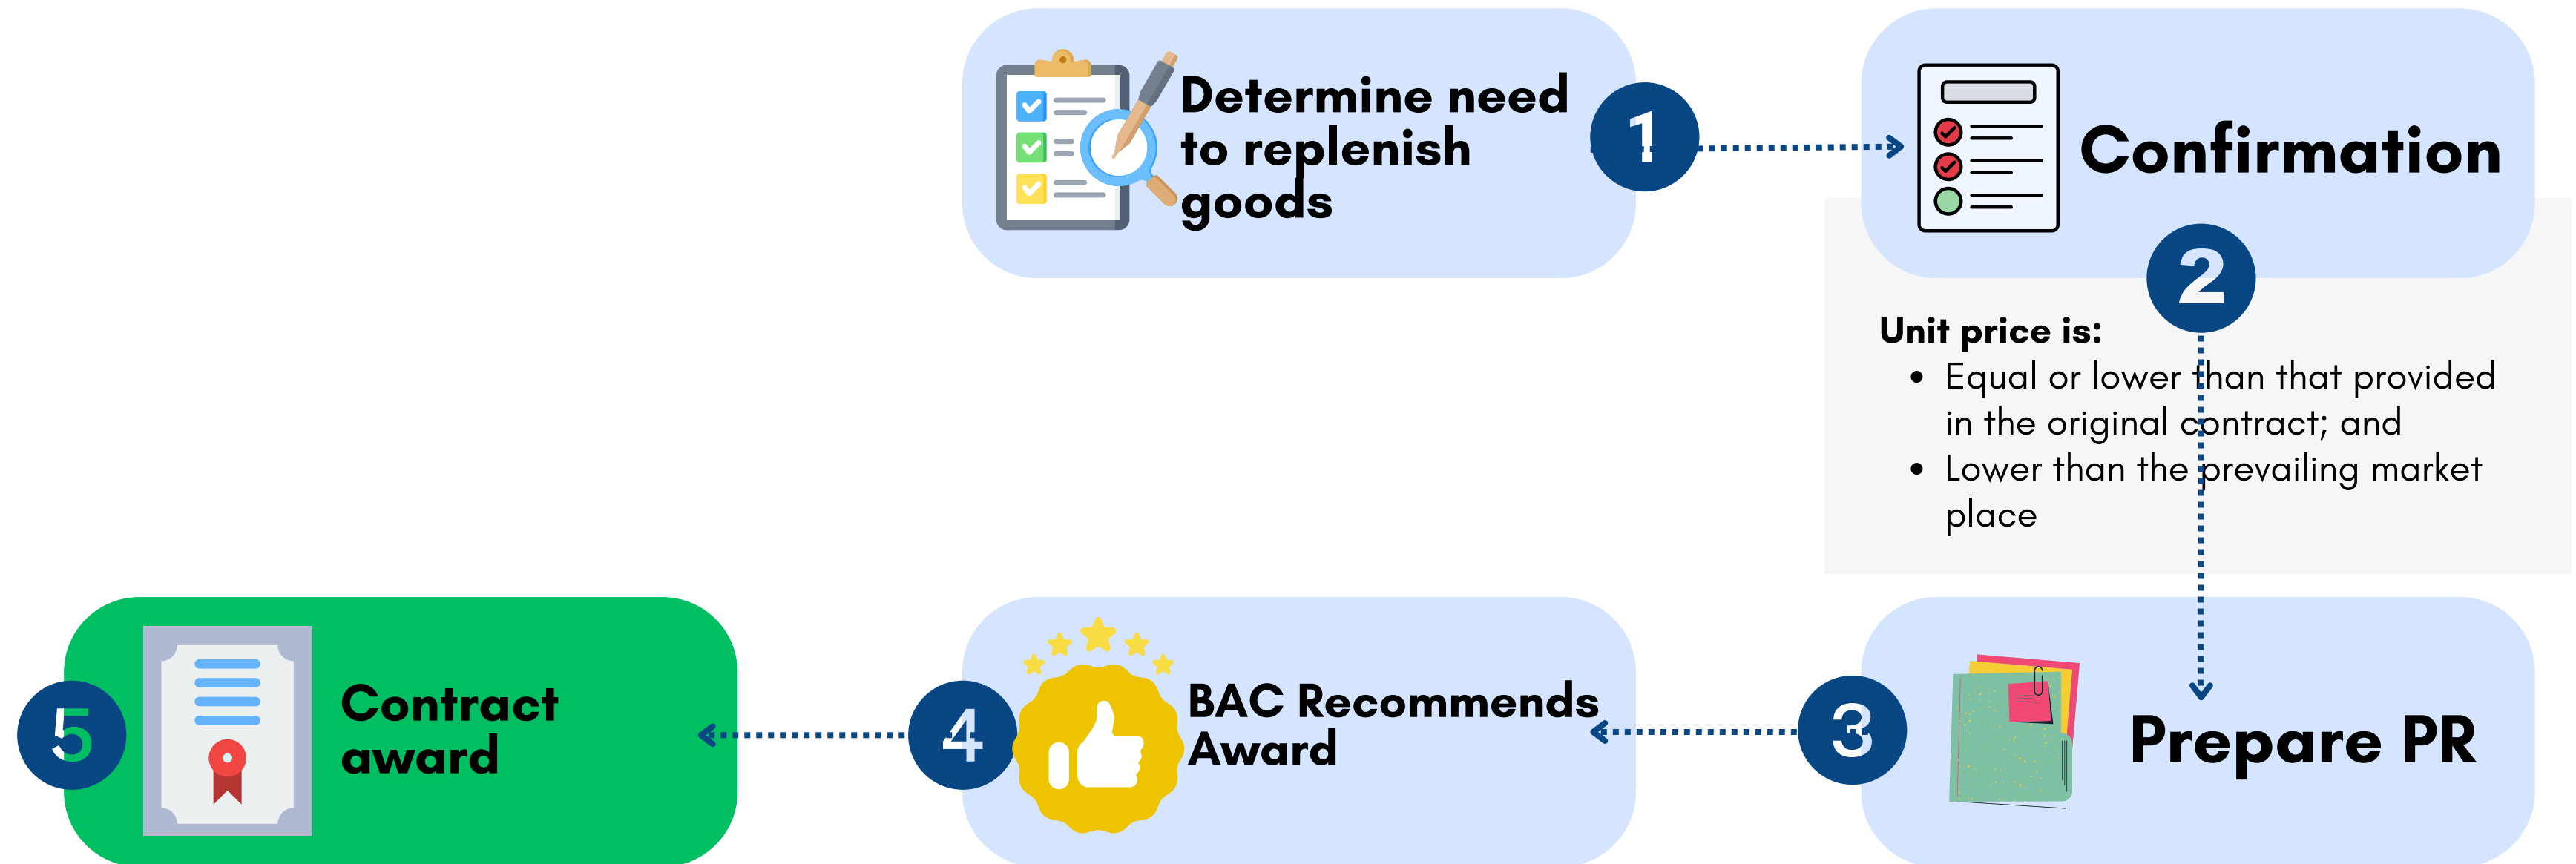 Determine need
to replenish
goods
1
Confirmation
2
Unit price is:
• Equal or lower than that provided
in the original contract; and
• Lower than the prevailing market
place
Prepare PR
3
BAC Recommends
Award
4
Contract
award
5